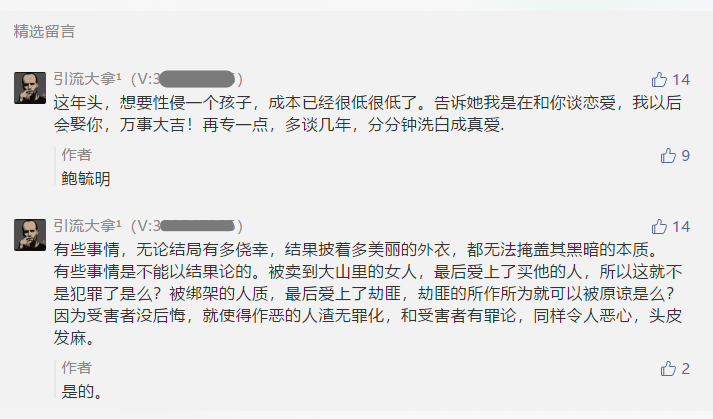 精选留言
引流大拿¹（V:3
）
14
这年头，想要性侵一个孩子，成本已经很低很低了。告诉她我是在和你谈恋爱，我以后
会娶你，万事大吉！再专一点，多谈几年，分分钟洗白成真爱.
作者
9
鲍毓明
引流大拿¹（V:3
）
14
有些事情，无论结局有多侥幸，结果披着多美丽的外衣，都无法掩盖其黑暗的本质。
有些事情是不能以结果论的。被卖到大山里的女人，最后爱上了买他的人，所以这就不
是犯罪了是么？被绑架的人质，最后爱上了劫匪，劫匪的所作所为就可以被原谅是么？
因为受害者没后悔，就使得作恶的人渣无罪化，和受害者有罪论，同样令人恶心，头皮
发麻。
作者
2
是的。